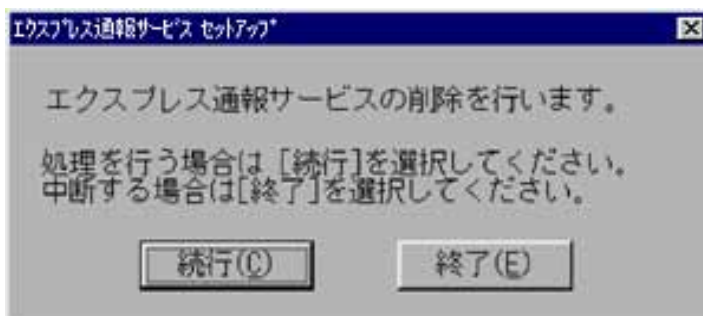 ｴｸｽﾌﾟﾚｽ通報ｻｰﾋﾞｽ ｾｯﾄｱｯﾌﾟ
エクスプレス通報サービスの削除を行います。
処理を行う場合は [続行]を選択してください。
中断する場合は[終了]を選択してください。
続行(C)
終了(E)